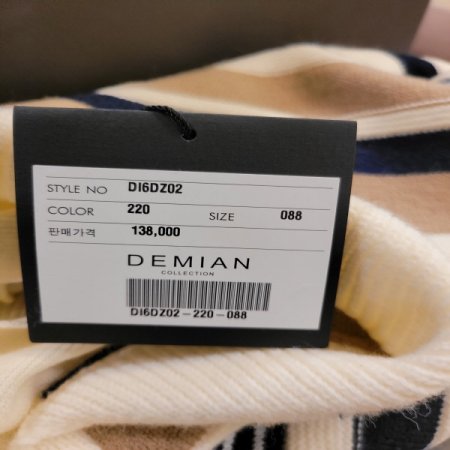 STYLE NO DI6DZ02
COLOR 220 SIZE 088
판매가격 138,000
DEMIAN
COLLECTION
DI6DZ02-220-088